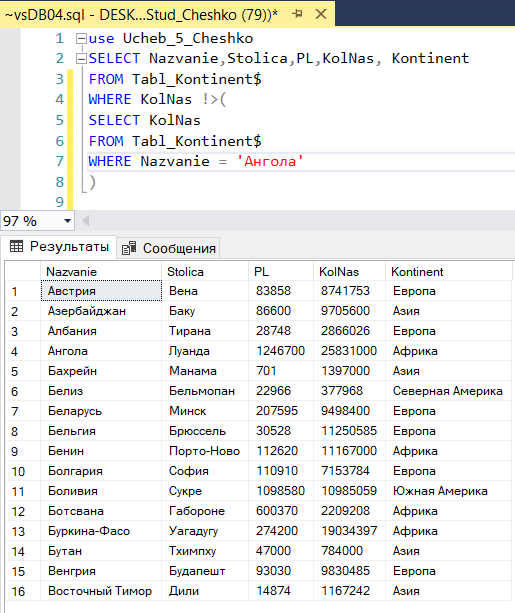 ~vsDB04.sql - DESK...Stud_Cheshko (79))*
1 use Ucheb_5_Cheshko
2 SELECT Nazvanie,Stolica,PL,KolNas, Kontinent
3 FROM Tabl_Kontinent$
4 WHERE KolNas !>(
5 SELECT KolNas
6 FROM Tabl_Kontinent$
7 WHERE Nazvanie = 'Ангола'
8 )
9
97 %
Результаты Сообщения
Nazvanie Stolica PL KolNas Kontinent
1 Австрия Вена 83858 8741753 Европа
2 Азербайджан Баку 86600 9705600 Азия
3 Албания Тирана 28748 2866026 Европа
4 Ангола Луанда 1246700 25831000 Африка
5 Бахрейн Манама 701 1397000 Азия
6 Белиз Бельмопан 22966 377968 Северная Америка
7 Беларусь Минск 207595 9498400 Европа
8 Бельгия Брюссель 30528 11250585 Европа
9 Бенин Порто-Ново 112620 11167000 Африка
10 Болгария София 110910 7153784 Европа
11 Боливия Сукре 1098580 10985059 Южная Америка
12 Ботсвана Габороне 600370 2209208 Африка
13 Буркина-Фасо Уагадугу 274200 19034397 Африка
14 Бутан Тхимпху 47000 784000 Азия
15 Венгрия Будапешт 93030 9830485 Европа
16 Восточный Тимор Дили 14874 1167242 Азия